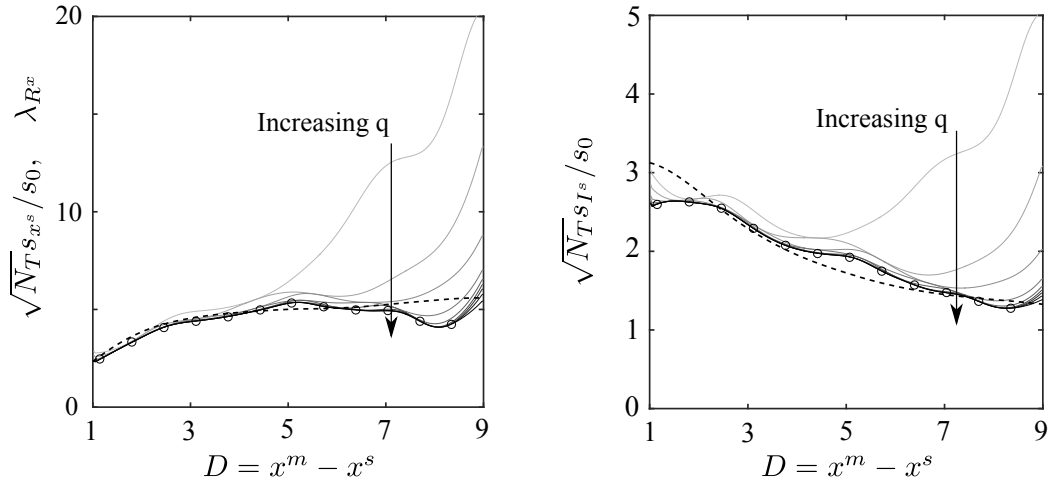 √N_T s_{x^s}/s_0, λ_{R^x}
20
10
0
Increasing q
1 3 5 7 9
D = x^m − x^s
√N_T s_{I^s}/s_0
5
4
3
2
1
0
Increasing q
1 3 5 7 9
D = x^m − x^s